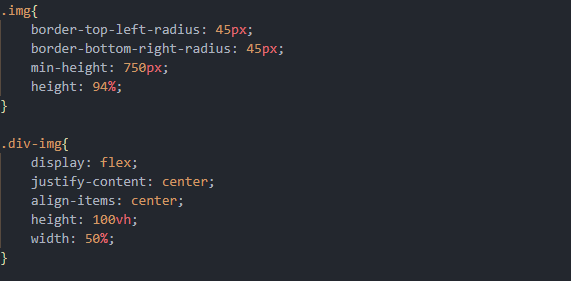 .img{
    border-top-left-radius: 45px;
    border-bottom-right-radius: 45px;
    min-height: 750px;
    height: 94%;
}

.div-img{
    display: flex;
    justify-content: center;
    align-items: center;
    height: 100vh;
    width: 50%;
}